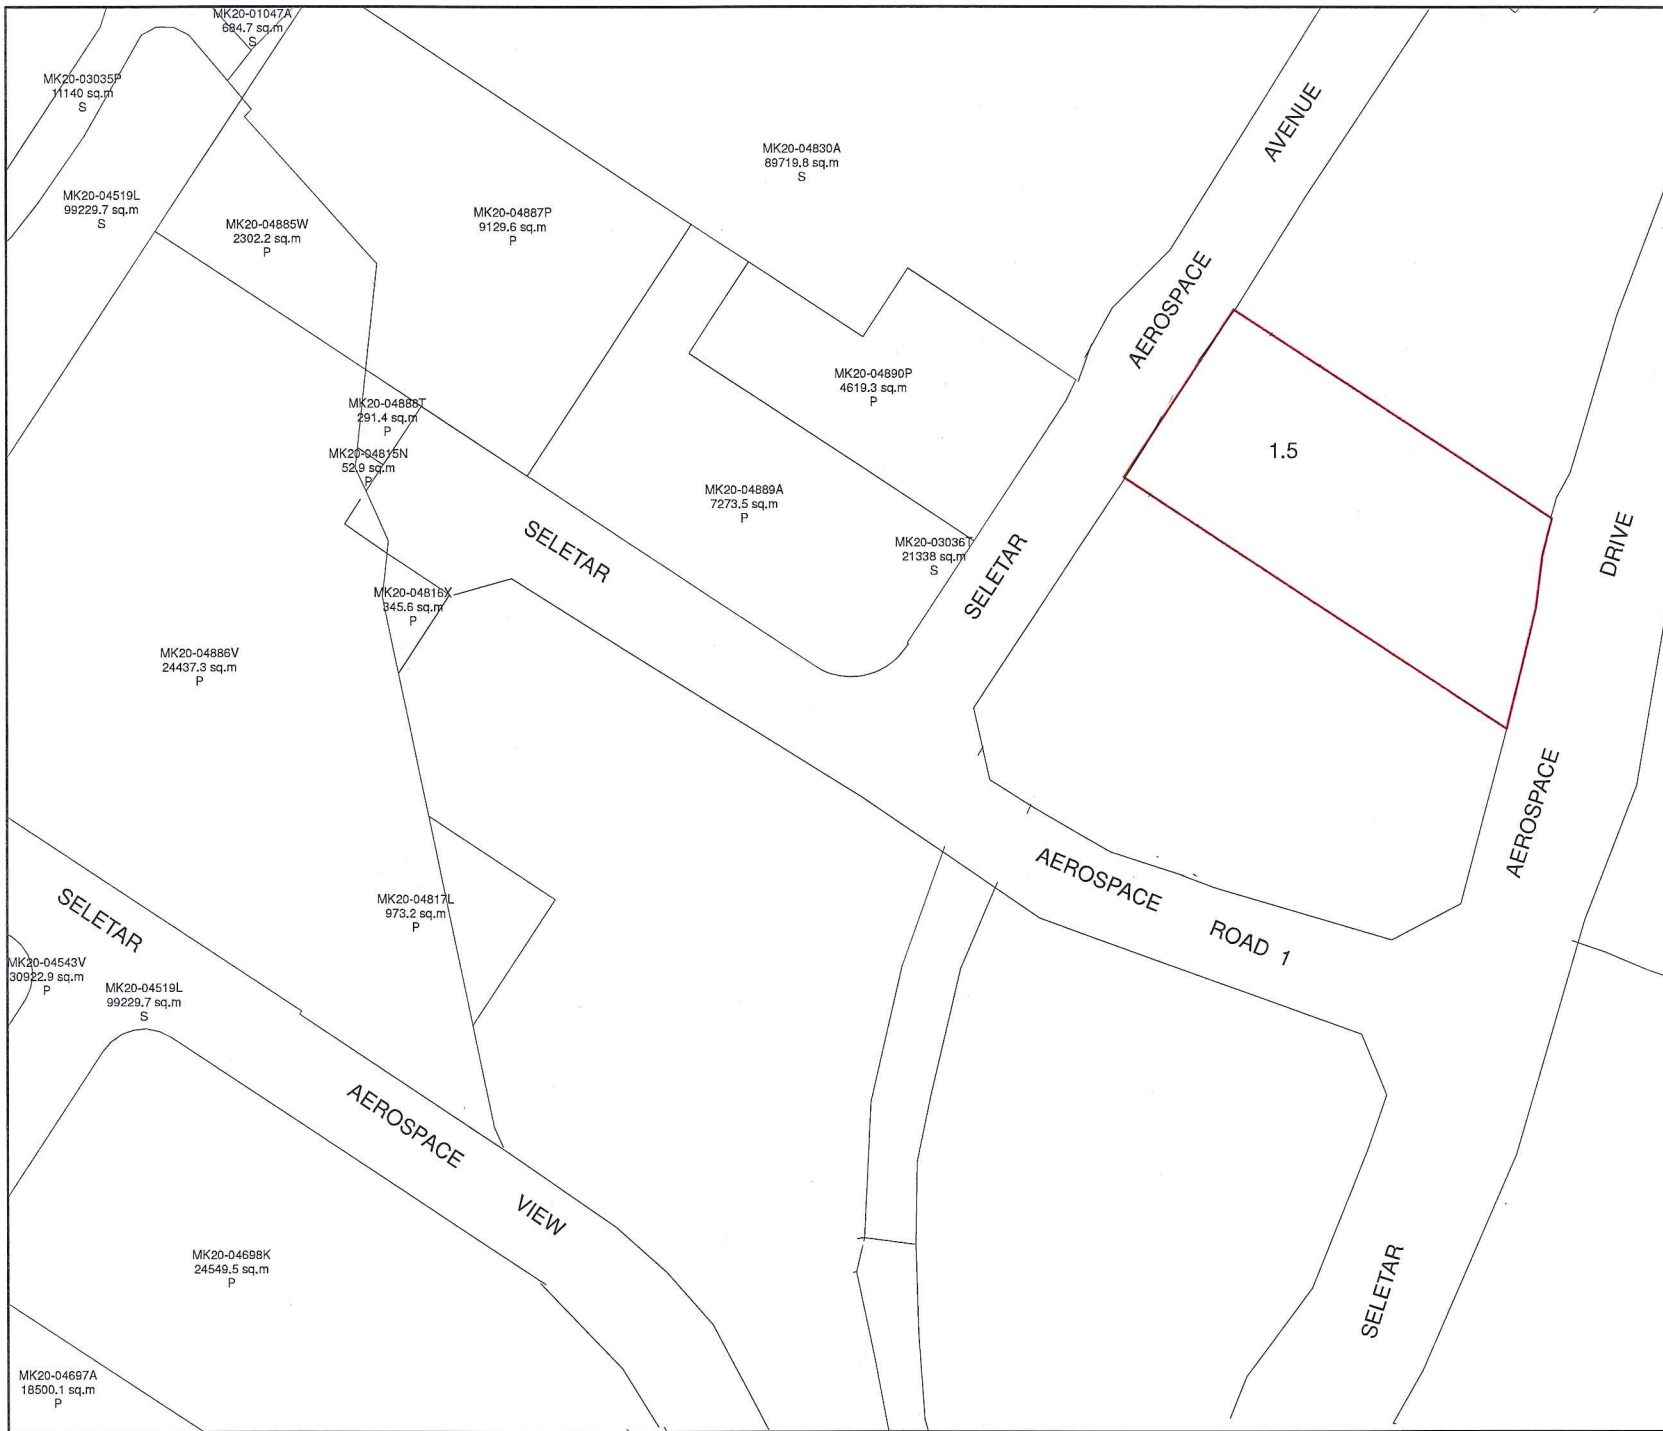 MK20-01047A
684.7 sq.m
S
MK20-03035P
11140 sq.m
S
MK20-04830A
89719.8 sq.m
S
AVENUE
MK20-04519L
99229.7 sq.m
S
MK20-04885W
2302.2 sq.m
P
MK20-04887P
9129.6 sq.m
P
AEROSPACE
MK20-04890P
4619.3 sq.m
P
MK20-04888T
291.4 sq.m
P
1.5
MK20-04815N
52.9 sq.m
P
MK20-04889A
7273.5 sq.m
P
SELETAR
MK20-03036T
21338 sq.m
S
SELETAR
DRIVE
MK20-04816X
345.6 sq.m
P
MK20-04886V
24437.3 sq.m
P
AEROSPACE
AEROSPACE
ROAD 1
MK20-04817L
973.2 sq.m
P
SELETAR
MK20-04543V
30922.9 sq.m
P
MK20-04519L
99229.7 sq.m
S
AEROSPACE
VIEW
MK20-04698K
24549.5 sq.m
P
SELETAR
MK20-04697A
18500.1 sq.m
P